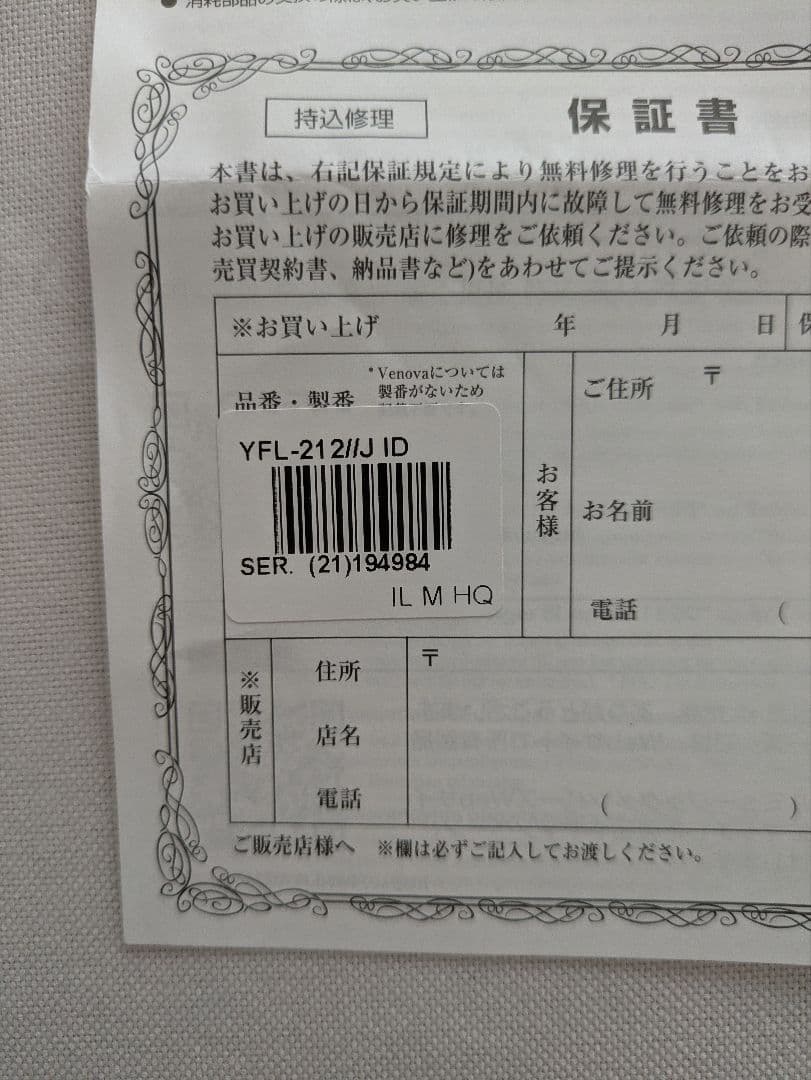 持込修理
保証書
本書は、右記保証規定により無料修理を行うことをお
お買い上げの日から保証期間内に故障して無料修理をお受
お買い上げの販売店に修理をご依頼ください。ご依頼の際
売買契約書、納品書など)をあわせてご提示ください。
※お買い上げ 年 月 日 保
品番・製番
*Venovaについては
製番がないため
YFL-212//J ID
SER. (21)194984
IL M HQ
お客様
ご住所 〒
お名前
電話 (
※販売店
住所 〒
店名
電話 ( )
ご販売店様へ ※欄は必ずご記入してお渡しください。